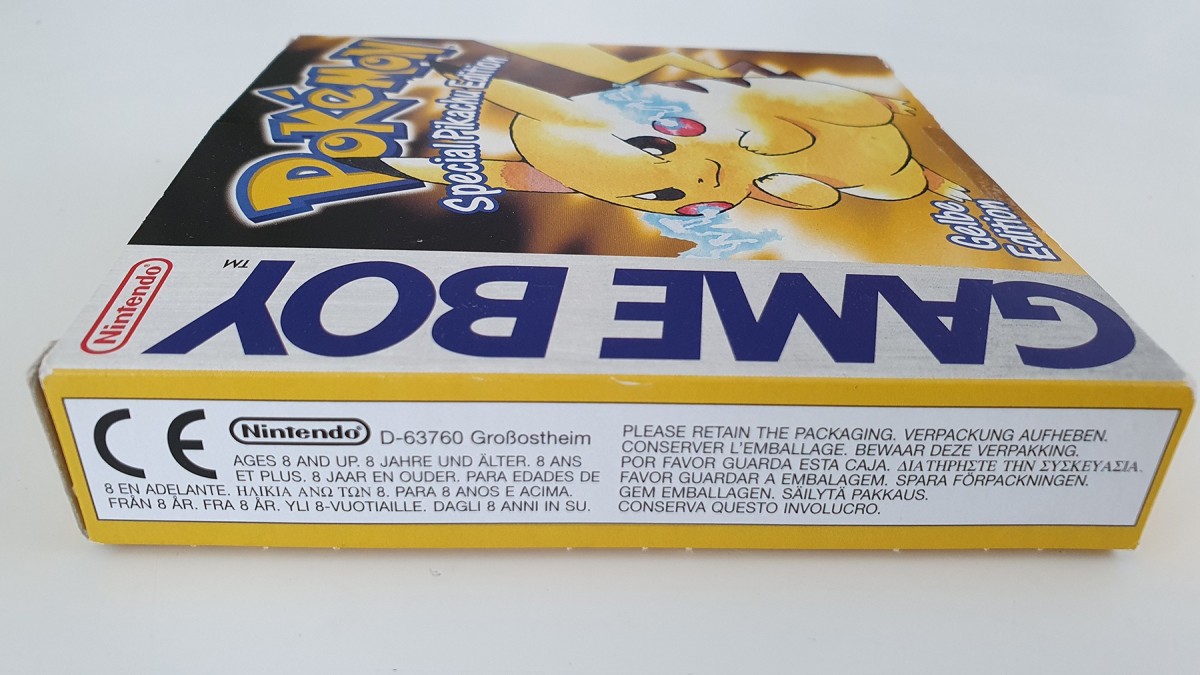 POKéMON
Special Pikachu Edition
Gelbe
Edition
Nintendo
GAME BOY
TM
CE
Nintendo D-63760 Großostheim
AGES 8 AND UP. 8 JAHRE UND ÄLTER. 8 ANS
ET PLUS. 8 JAAR EN OUDER. PARA EDADES DE
8 EN ADELANTE. ΗΛΙΚΙΑ ΑΝΩ ΤΩΝ 8. PARA 8 ANOS E ACIMA.
FRÅN 8 ÅR. FRA 8 ÅR. YLI 8-VUOTIAILLE. DAGLI 8 ANNI IN SU.
PLEASE RETAIN THE PACKAGING. VERPACKUNG AUFHEBEN.
CONSERVER L'EMBALLAGE. BEWAAR DEZE VERPAKKING.
POR FAVOR GUARDA ESTA CAJA. ΔΙΑΤΗΡΗΣΤΕ ΤΗΝ ΣΥΣΚΕΥΑΣΙΑ.
FAVOR GUARDAR A EMBALAGEM. SPARA FÖRPACKNINGEN.
GEM EMBALLAGEN. SÄILYTÄ PAKKAUS.
CONSERVA QUESTO INVOLUCRO.